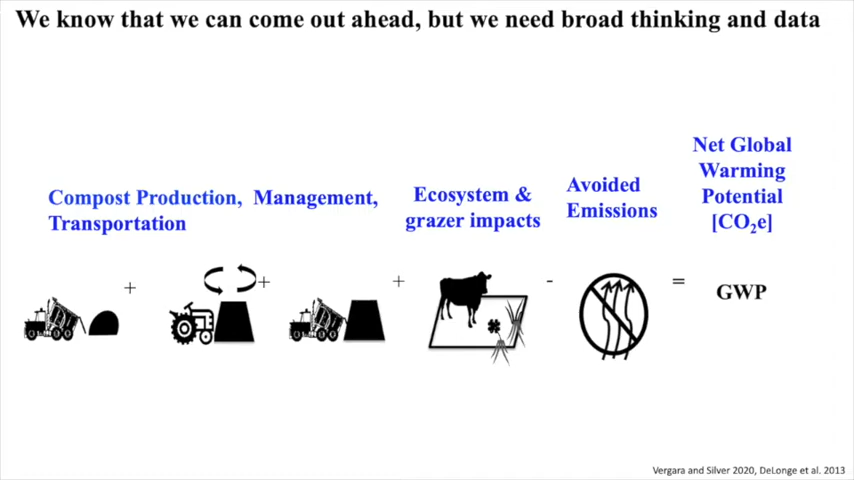 We know that we can come out ahead, but we need broad thinking and data
Net Global
Warming
Potential
[CO₂e]
Compost Production, Management,
Transportation
Ecosystem &
grazer impacts
Avoided
Emissions
+ + + - = GWP
Vergara and Silver 2020, DeLonge et al. 2013